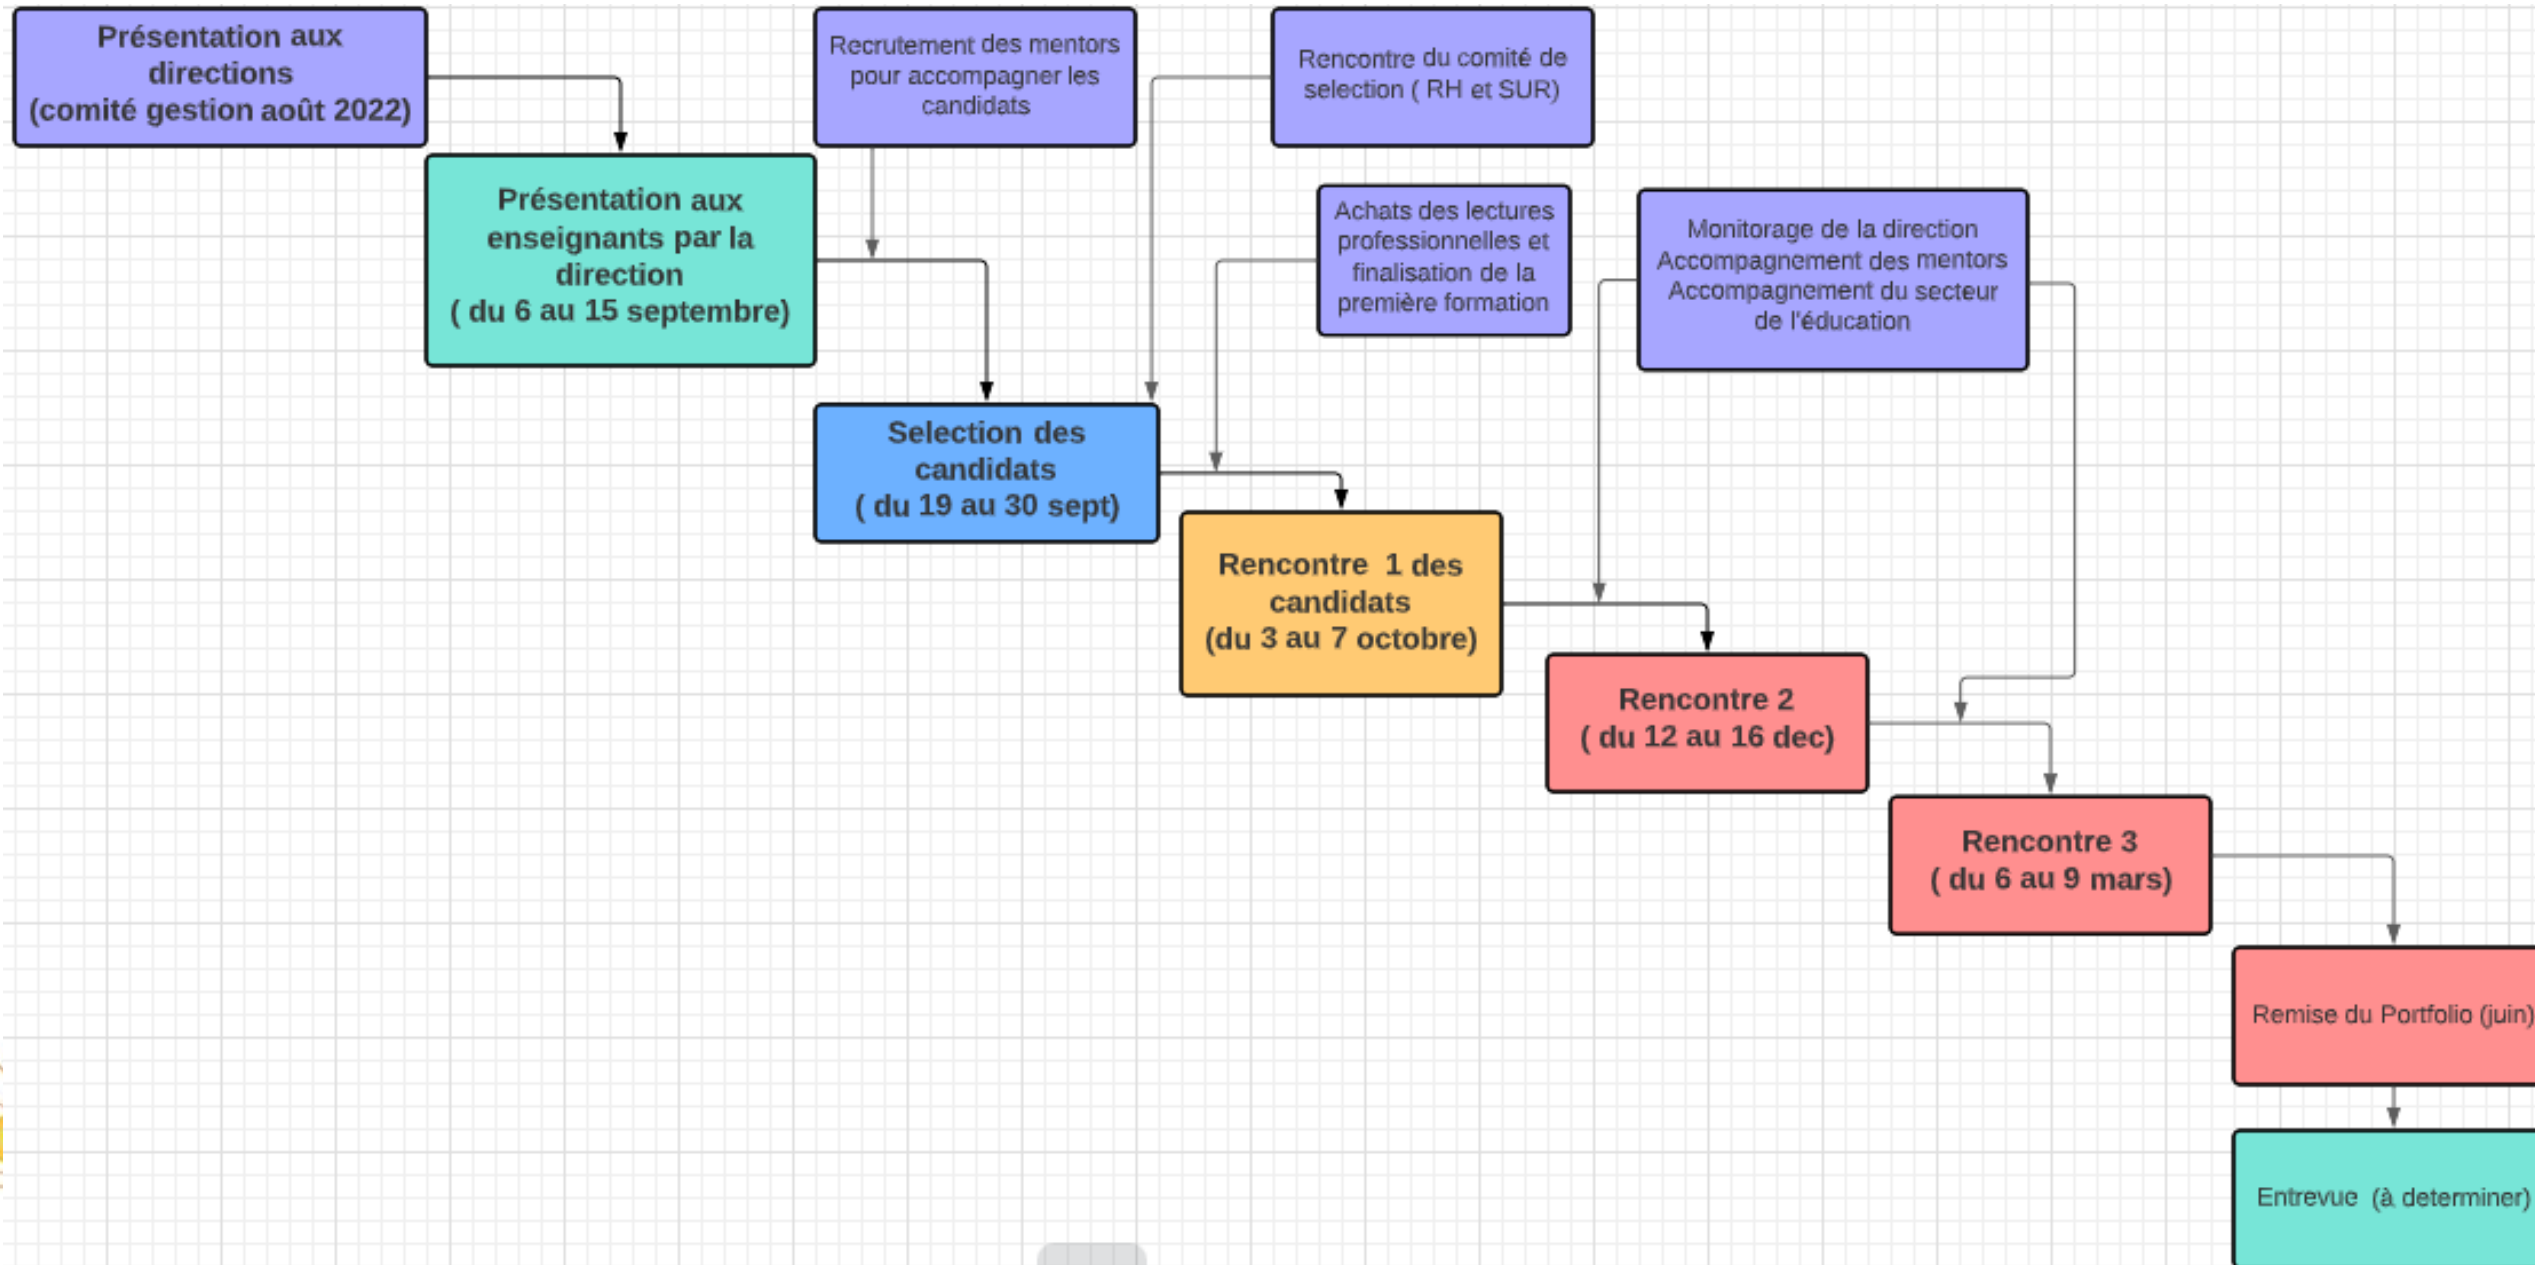 Présentation aux
directions
(comité gestion août 2022)
Recrutement des mentors
pour accompagner les
candidats
Rencontre du comité de
selection ( RH et SUR)
Présentation aux
enseignants par la
direction
( du 6 au 15 septembre)
Achats des lectures
professionnelles et
finalisation de la
première formation
Monitorage de la direction
Accompagnement des mentors
Accompagnement du secteur
de l'éducation
Selection des
candidats
( du 19 au 30 sept)
Rencontre 1 des
candidats
(du 3 au 7 octobre)
Rencontre 2
( du 12 au 16 dec)
Rencontre 3
( du 6 au 9 mars)
Remise du Portfolio (juin)
Entrevue (à determiner)